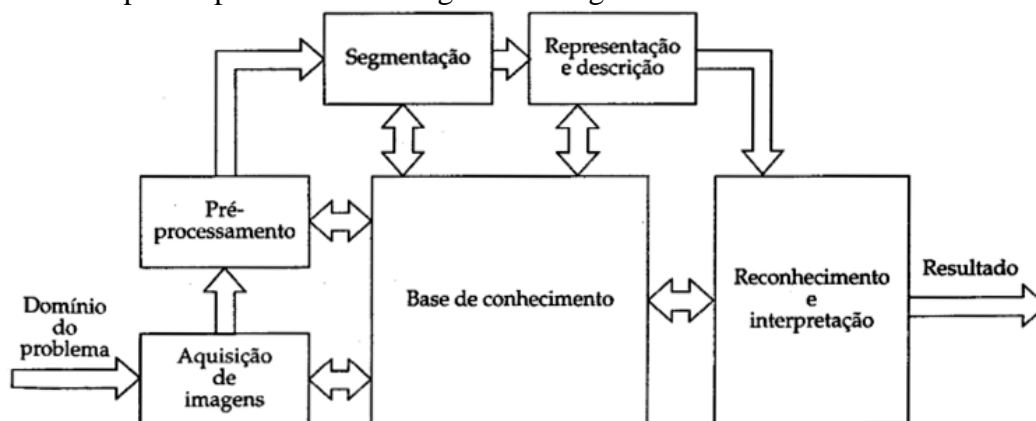 Segmentação
Representação
e descrição
Pré-
processamento
Domínio
do
problema
Aquisição
de
imagens
Base de conhecimento
Reconhecimento
e
interpretação
Resultado